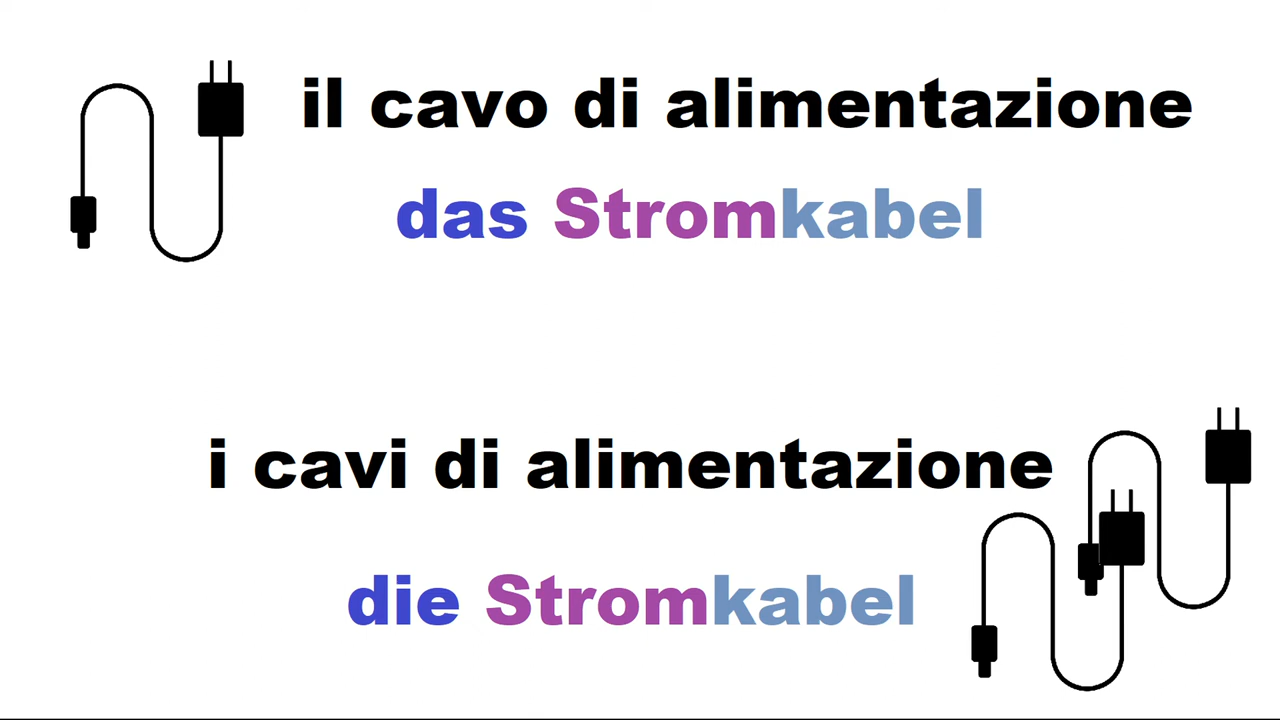 il cavo di alimentazione
das Stromkabel
i cavi di alimentazione
die Stromkabel